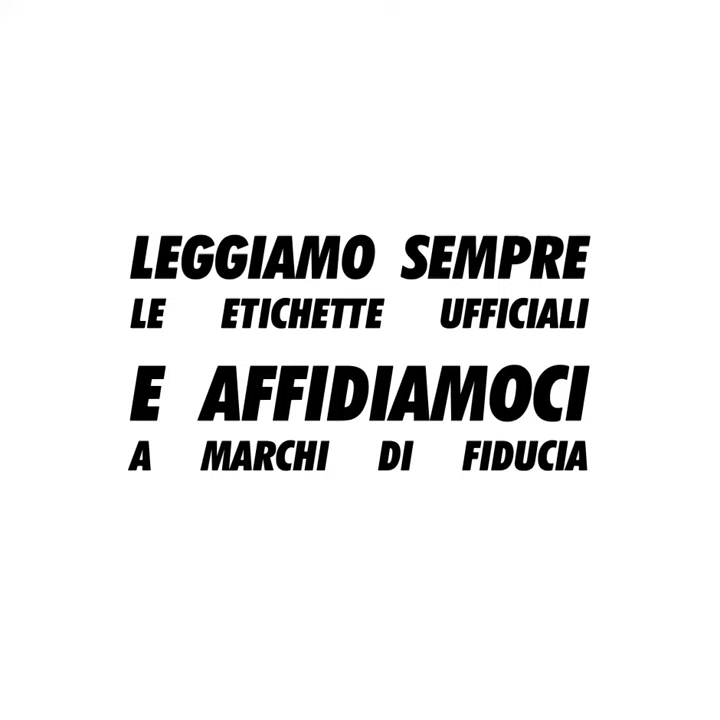 LEGGIAMO SEMPRE
LE ETICHETTE UFFICIALI
E AFFIDIAMOCI
A MARCHI DI FIDUCIA